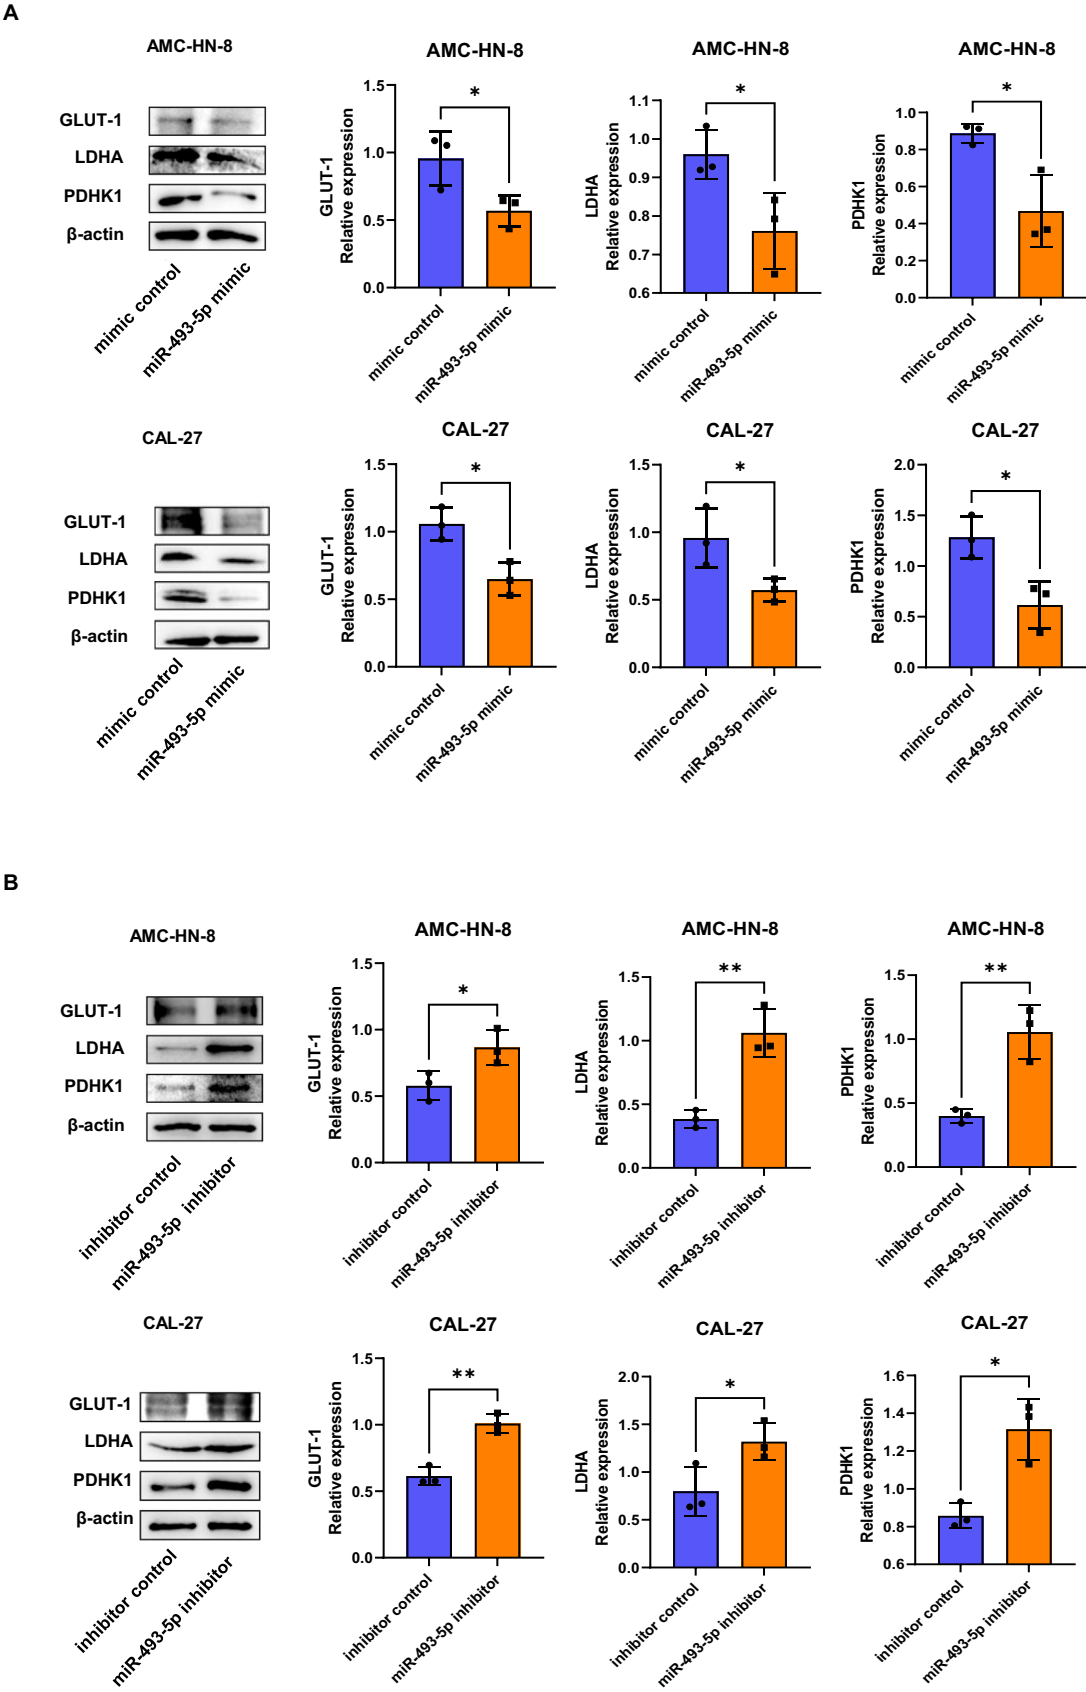 A
AMC-HN-8
GLUT-1
LDHA
PDHK1
β-actin
mimic control
miR-493-5p mimic
AMC-HN-8
GLUT-1
Relative expression
1.5
1.0
0.5
0.0
*
mimic control
miR-493-5p mimic
AMC-HN-8
LDHA
Relative expression
1.1
1.0
0.9
0.8
0.7
0.6
*
mimic control
miR-493-5p mimic
AMC-HN-8
PDHK1
Relative expression
1.0
0.8
0.6
0.4
0.2
0.0
*
mimic control
miR-493-5p mimic
CAL-27
GLUT-1
LDHA
PDHK1
β-actin
mimic control
miR-493-5p mimic
CAL-27
GLUT-1
Relative expression
1.5
1.0
0.5
0.0
*
mimic control
miR-493-5p mimic
CAL-27
LDHA
Relative expression
1.5
1.0
0.5
0.0
*
mimic control
miR-493-5p mimic
CAL-27
PDHK1
Relative expression
2.0
1.5
1.0
0.5
0.0
*
mimic control
miR-493-5p mimic
B
AMC-HN-8
GLUT-1
LDHA
PDHK1
β-actin
inhibitor control
miR-493-5p inhibitor
AMC-HN-8
GLUT-1
Relative expression
1.5
1.0
0.5
0.0
*
inhibitor control
miR-493-5p inhibitor
AMC-HN-8
LDHA
Relative expression
1.5
1.0
0.5
0.0
**
inhibitor control
miR-493-5p inhibitor
AMC-HN-8
PDHK1
Relative expression
1.5
1.0
0.5
0.0
**
inhibitor control
miR-493-5p inhibitor
CAL-27
GLUT-1
LDHA
PDHK1
β-actin
inhibitor control
miR-493-5p inhibitor
CAL-27
GLUT-1
Relative expression
1.5
1.0
0.5
0.0
**
inhibitor control
miR-493-5p inhibitor
CAL-27
LDHA
Relative expression
2.0
1.5
1.0
0.5
0.0
*
inhibitor control
miR-493-5p inhibitor
CAL-27
PDHK1
Relative expression
1.6
1.4
1.2
1.0
0.8
0.6
*
inhibitor control
miR-493-5p inhibitor